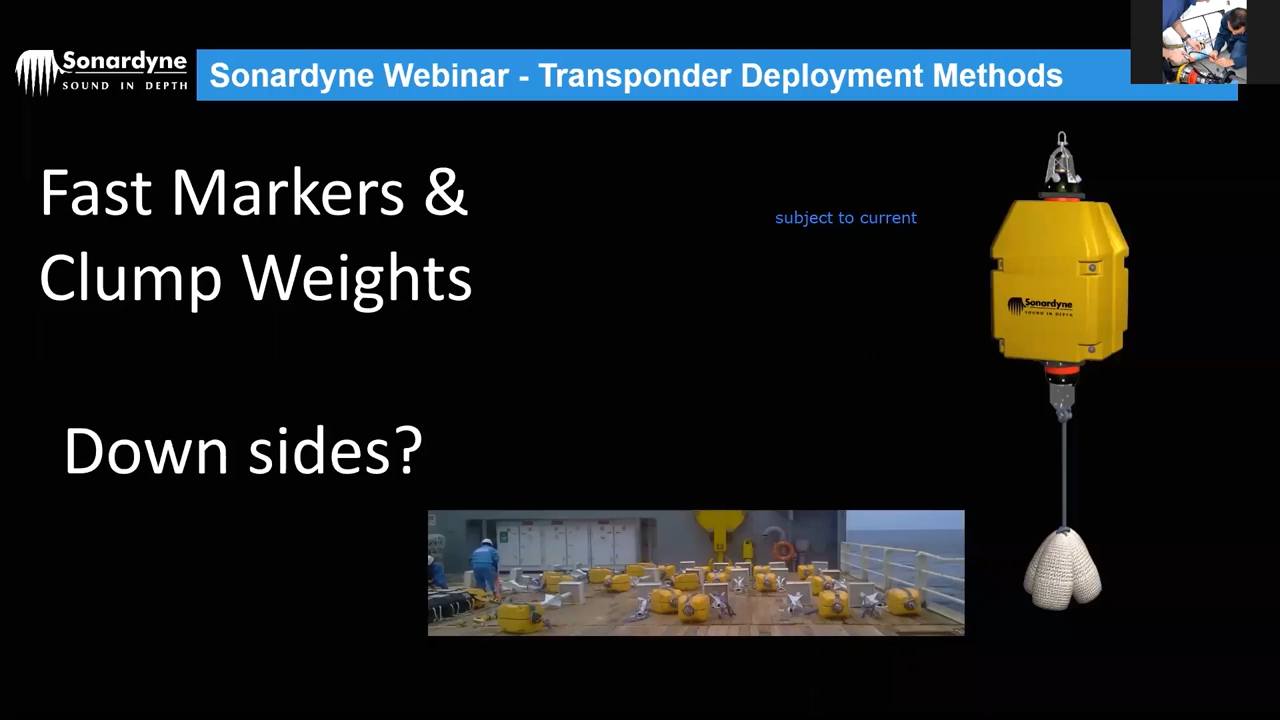 Sonardyne
SOUND IN DEPTH
Sonardyne Webinar - Transponder Deployment Methods
Fast Markers &
Clump Weights
subject to current
Sonardyne
SOUND IN DEPTH
Down sides?